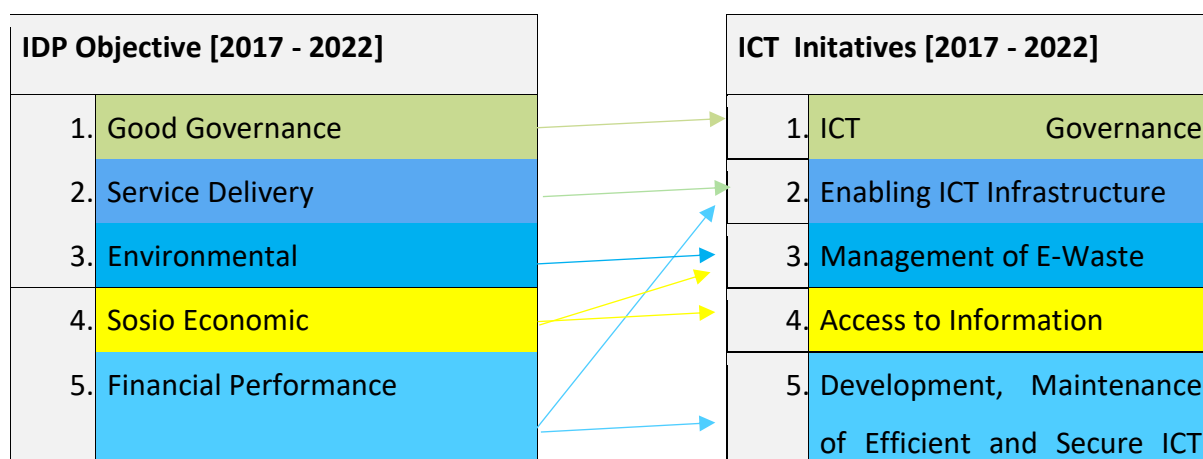 IDP Objective [2017 - 2022]
1. Good Governance
2. Service Delivery
3. Environmental
4. Sosio Economic
5. Financial Performance
ICT Initatives [2017 - 2022]
1. ICT Governance
2. Enabling ICT Infrastructure
3. Management of E-Waste
4. Access to Information
5. Development, Maintenance
of Efficient and Secure ICT